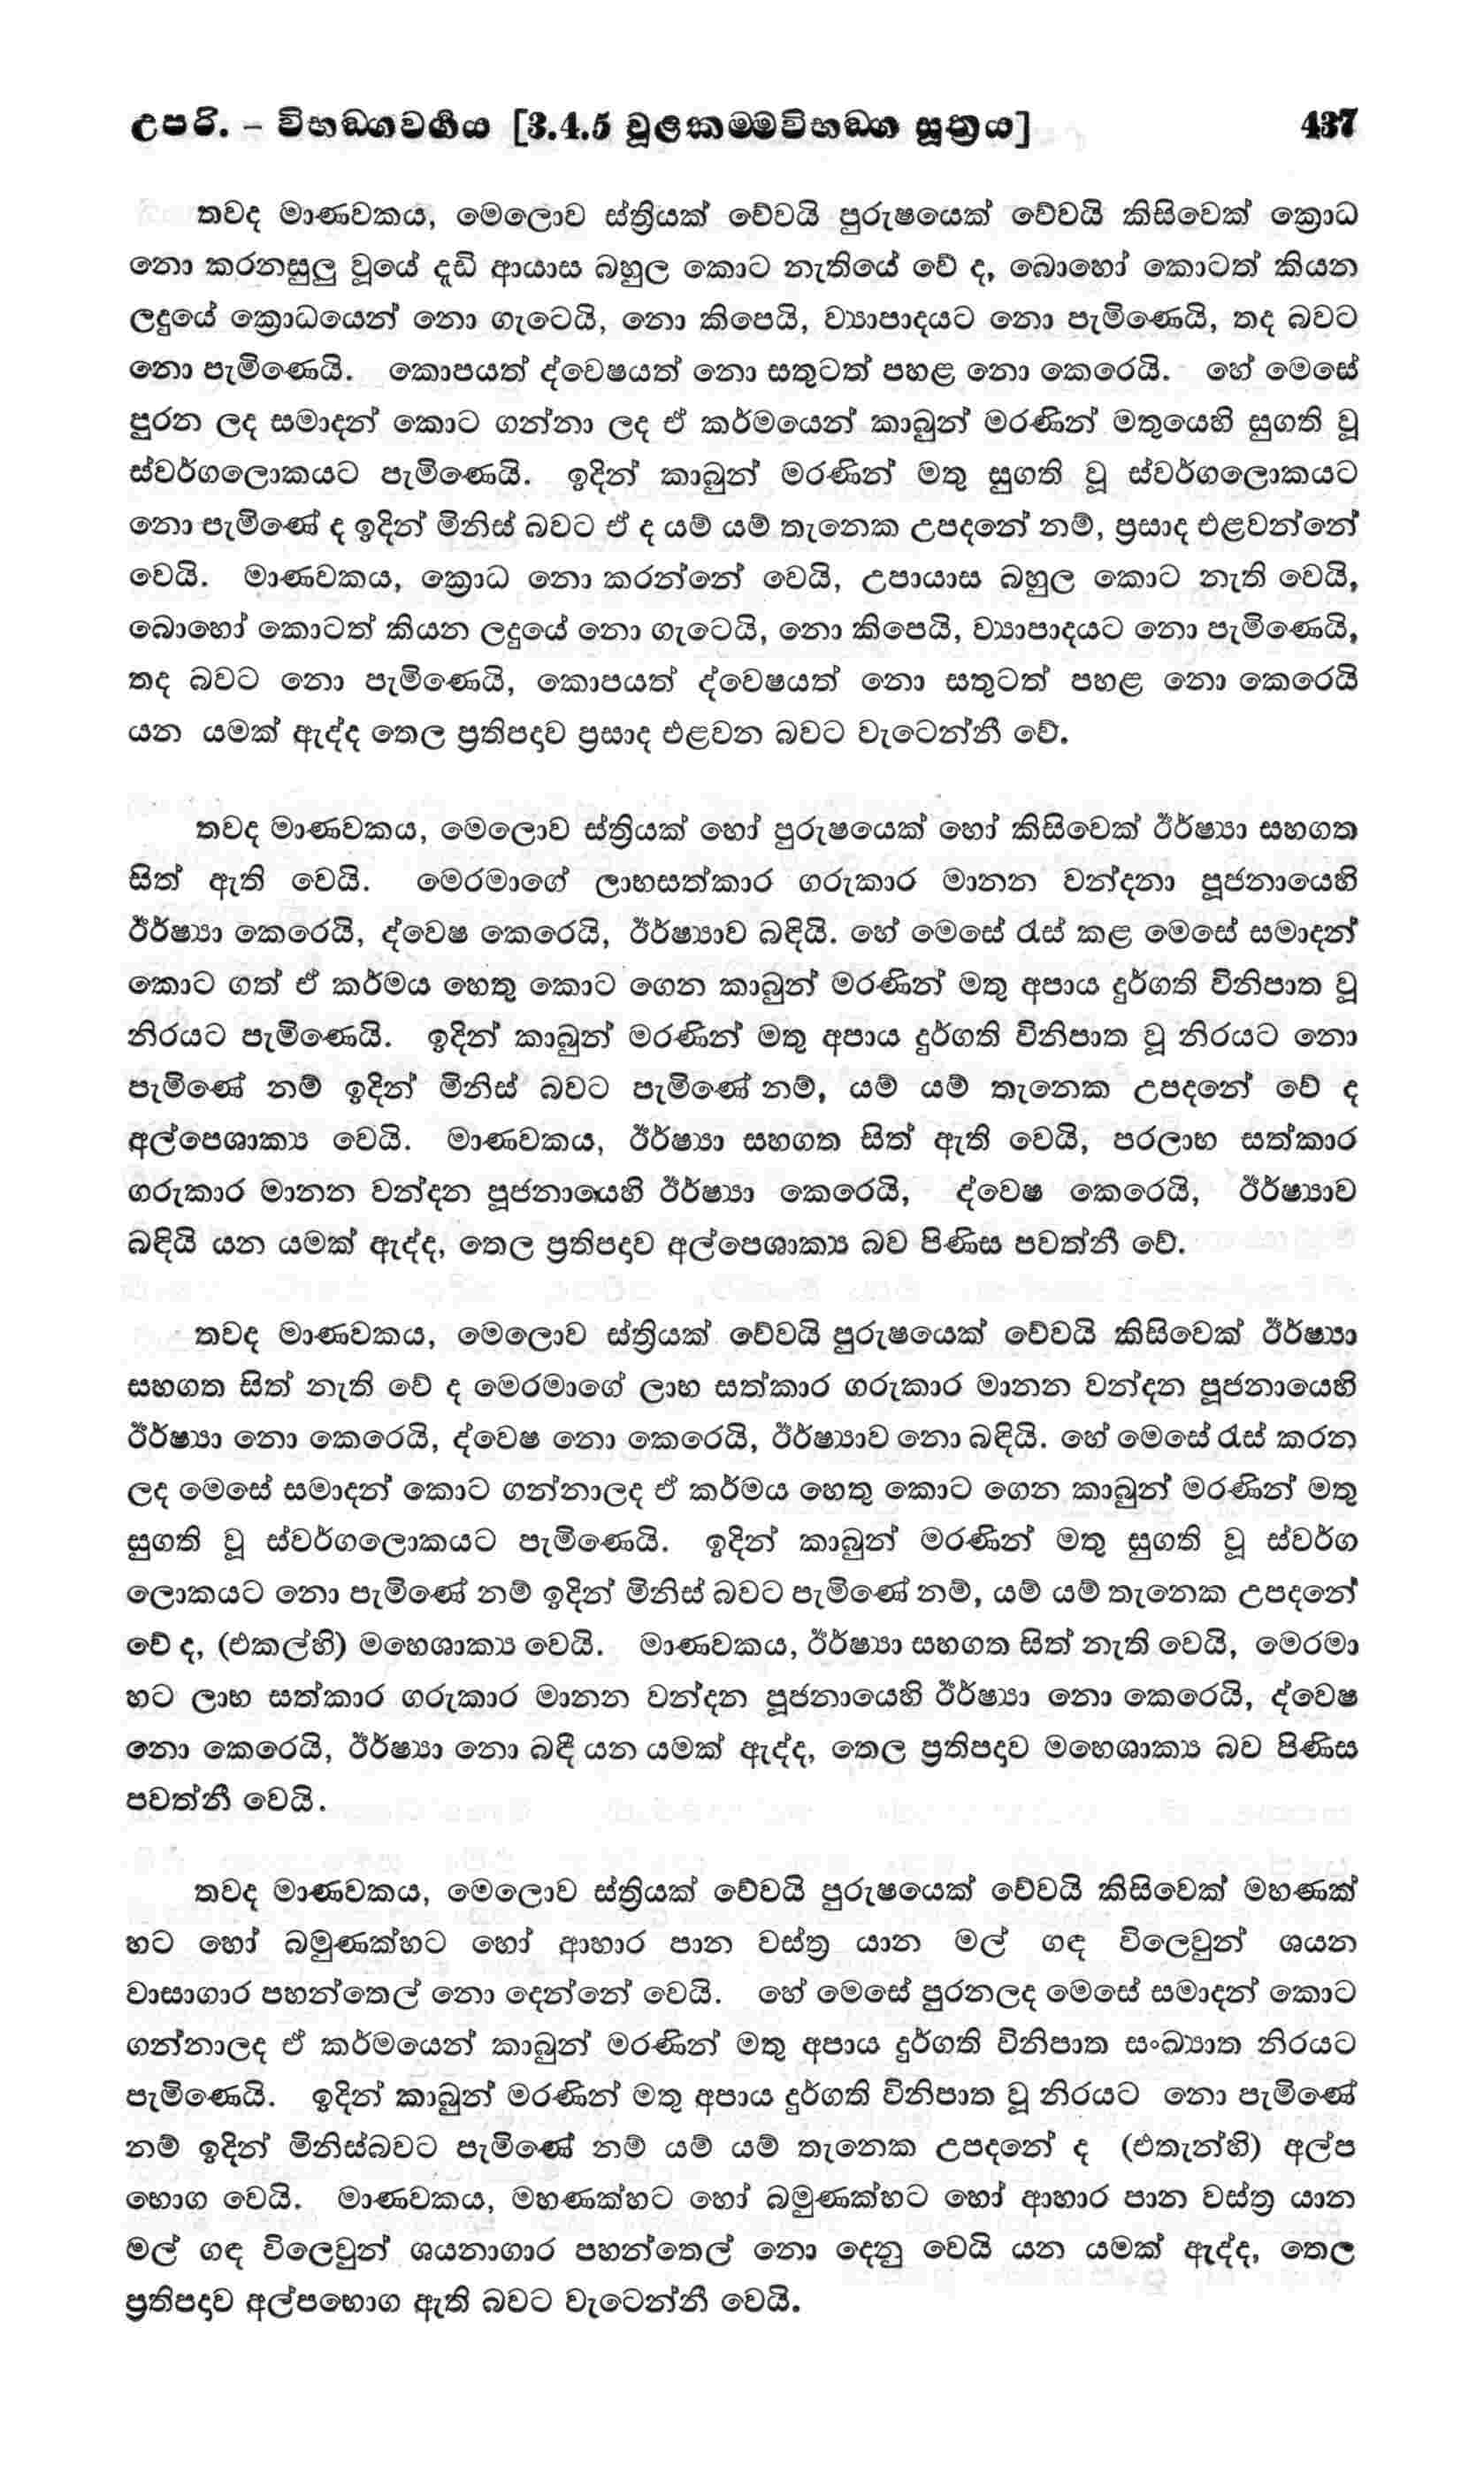 උපරි. – විභඞ්ගවර්‍ගය [3.4.5 චූළකම්මවිභඞ්ග සූත්‍රය] 437
තවද මාණවකය, මෙලොව ස්ත්‍රියක් වේවයි පුරුෂයෙක් වේවයි කිසිවෙක් ක්‍රොධ
නො කරනසුලු වූයේ දැඩි ආයාස බහුල කොට නැතියේ වේ ද, බොහෝ කොටත් කියන
ලදුයේ ක්‍රොධයෙන් නො ගැටෙයි, නො කිපෙයි, ව්‍යාපාදයට නො පැමිණෙයි, තද බවට
නො පැමිණෙයි. කොපයත් ද්වෙෂයත් නො සතුටත් පහළ නො කෙරෙයි. හේ මෙසේ
පුරන ලද සමාදන් කොට ගන්නා ලද ඒ කර්මයෙන් කාබුන් මරණින් මතුයෙහි සුගති වූ
ස්වර්ගලොකයට පැමිණෙයි. ඉදින් කාබුන් මරණින් මතු සුගති වූ ස්වර්ගලොකයට
නො පැමිණේ ද ඉදින් මිනිස් බවට ඒ ද යම් යම් තැනෙක උපදනේ නම්, ප්‍රසාද එළවන්නේ
වෙයි. මාණවකය, ක්‍රොධ නො කරන්නේ වෙයි, උපායාස බහුල කොට නැති වෙයි,
බොහෝ කොටත් කියන ලදුයේ නො ගැටෙයි, නො කිපෙයි, ව්‍යාපාදයට නො පැමිණෙයි,
තද බවට නො පැමිණෙයි, කොපයත් ද්වෙෂයත් නො සතුටත් පහළ නො කෙරෙයි
යන යමක් ඇද්ද තෙල ප්‍රතිපදාව ප්‍රසාද එළවන බවට වැටෙන්නී වේ.
තවද මාණවකය, මෙලොව ස්ත්‍රියක් හෝ පුරුෂයෙක් හෝ කිසිවෙක් ඊර්ෂ්‍යා සහගත
සිත් ඇති වෙයි. මෙරමාගේ ලාභසත්කාර ගරුකාර මානන වන්දනා පූජනායෙහි
ඊර්ෂ්‍යා කෙරෙයි, ද්වෙෂ කෙරෙයි, ඊර්ෂ්‍යාව බඳියි. හේ මෙසේ රැස් කළ මෙසේ සමාදන්
කොට ගත් ඒ කර්මය හෙතු කොට ගෙන කාබුන් මරණින් මතු අපාය දුර්ගති විනිපාත වූ
නිරයට පැමිණෙයි. ඉදින් කාබුන් මරණින් මතු අපාය දුර්ගති විනිපාත වූ නිරයට නො
පැමිණේ නම් ඉදින් මිනිස් බවට පැමිණේ නම්, යම් යම් තැනෙක උපදනේ වේ ද
අල්පෙශාක්‍ය වෙයි. මාණවකය, ඊර්ෂ්‍යා සහගත සිත් ඇති වෙයි, පරලාභ සත්කාර
ගරුකාර මානන වන්දන පූජනායෙහි ඊර්ෂ්‍යා කෙරෙයි, ද්වෙෂ කෙරෙයි, ඊර්ෂ්‍යාව
බඳියි යන යමක් ඇද්ද, තෙල ප්‍රතිපදාව අල්පෙශාක්‍ය බව පිණිස පවත්නී වේ.
තවද මාණවකය, මෙලොව ස්ත්‍රියක් වේවයි පුරුෂයෙක් වේවයි කිසිවෙක් ඊර්ෂ්‍යා
සහගත සිත් නැති වේ ද මෙරමාගේ ලාභ සත්කාර ගරුකාර මානන වන්දන පූජනායෙහි
ඊර්ෂ්‍යා නො කෙරෙයි, ද්වෙෂ නො කෙරෙයි, ඊර්ෂ්‍යාව නො බඳියි. හේ මෙසේ රැස් කරන
ලද මෙසේ සමාදන් කොට ගන්නාලද ඒ කර්මය හෙතු කොට ගෙන කාබුන් මරණින් මතු
සුගති වූ ස්වර්ගලොකයට පැමිණෙයි. ඉදින් කාබුන් මරණින් මතු සුගති වූ ස්වර්ග
ලොකයට නො පැමිණේ නම් ඉදින් මිනිස් බවට පැමිණේ නම්, යම් යම් තැනෙක උපදනේ
වේ ද, (එකල්හි) මහෙශාක්‍ය වෙයි. මාණවකය, ඊර්ෂ්‍යා සහගත සිත් නැති වෙයි, මෙරමා
හට ලාභ සත්කාර ගරුකාර මානන වන්දන පූජනායෙහි ඊර්ෂ්‍යා නො කෙරෙයි, ද්වෙෂ
නො කෙරෙයි, ඊර්ෂ්‍යා නො බඳී යන යමක් ඇද්ද, තෙල ප්‍රතිපදාව මහෙශාක්‍ය බව පිණිස
පවත්නී වෙයි.
තවද මාණවකය, මෙලොව ස්ත්‍රියක් වේවයි පුරුෂයෙක් වේවයි කිසිවෙක් මහණක්
හට හෝ බමුණක්හට හෝ ආහාර පාන වස්ත්‍ර යාන මල් ගඳ විලෙවුන් ශයන
වාසාගාර පහන්තෙල් නො දෙන්නේ වෙයි. හේ මෙසේ පුරනලද මෙසේ සමාදන් කොට
ගන්නාලද ඒ කර්මයෙන් කාබුන් මරණින් මතු අපාය දුර්ගති විනිපාත සංඛ්‍යාත නිරයට
පැමිණෙයි. ඉදින් කාබුන් මරණින් මතු අපාය දුර්ගති විනිපාත වූ නිරයට නො පැමිණේ
නම් ඉදින් මිනිස්බවට පැමිණේ නම් යම් යම් තැනෙක උපදනේ ද (එතැන්හි) අල්ප
භොග වෙයි. මාණවකය, මහණක්හට හෝ බමුණක්හට හෝ ආහාර පාන වස්ත්‍ර යාන
මල් ගඳ විලෙවුන් ශයනාගාර පහන්තෙල් නො දෙනු වෙයි යන යමක් ඇද්ද, තෙල
ප්‍රතිපදාව අල්පභොග ඇති බවට වැටෙන්නී වෙයි.